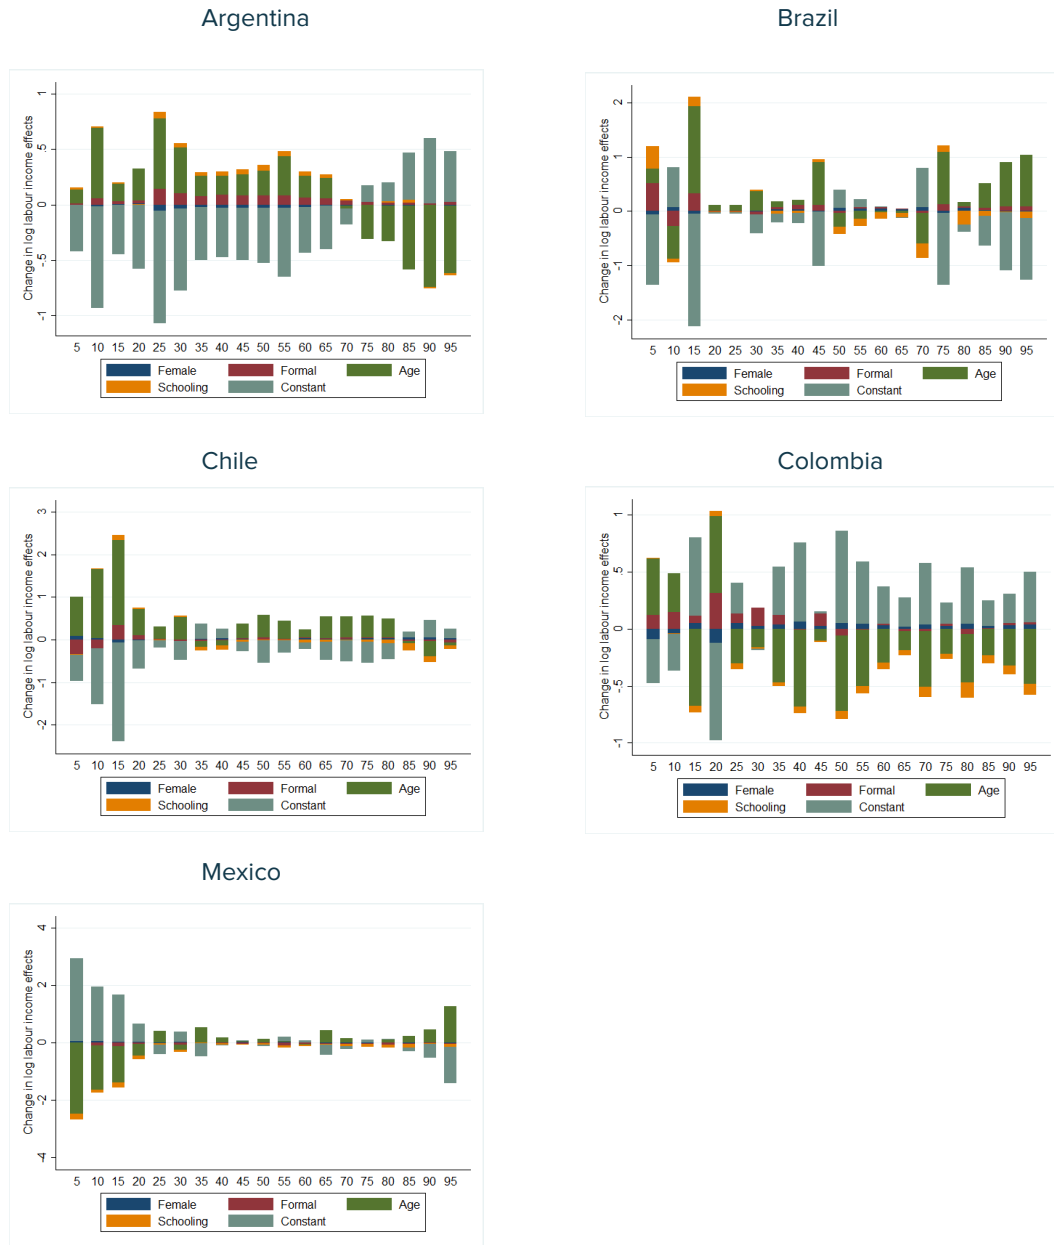 Argentina
Change in log labour income effects
1
.5
0
-.5
-1
5 10 15 20 25 30 35 40 45 50 55 60 65 70 75 80 85 90 95
Female Formal Age
Schooling Constant
Brazil
Change in log labour income effects
2
1
0
-1
-2
5 10 15 20 25 30 35 40 45 50 55 60 65 70 75 80 85 90 95
Female Formal Age
Schooling Constant
Chile
Change in log labour income effects
3
2
1
0
-1
-2
5 10 15 20 25 30 35 40 45 50 55 60 65 70 75 80 85 90 95
Female Formal Age
Schooling Constant
Colombia
Change in log labour income effects
1
.5
0
-.5
-1
5 10 15 20 25 30 35 40 45 50 55 60 65 70 75 80 85 90 95
Female Formal Age
Schooling Constant
Mexico
Change in log labour income effects
4
2
0
-2
-4
5 10 15 20 25 30 35 40 45 50 55 60 65 70 75 80 85 90 95
Female Formal Age
Schooling Constant